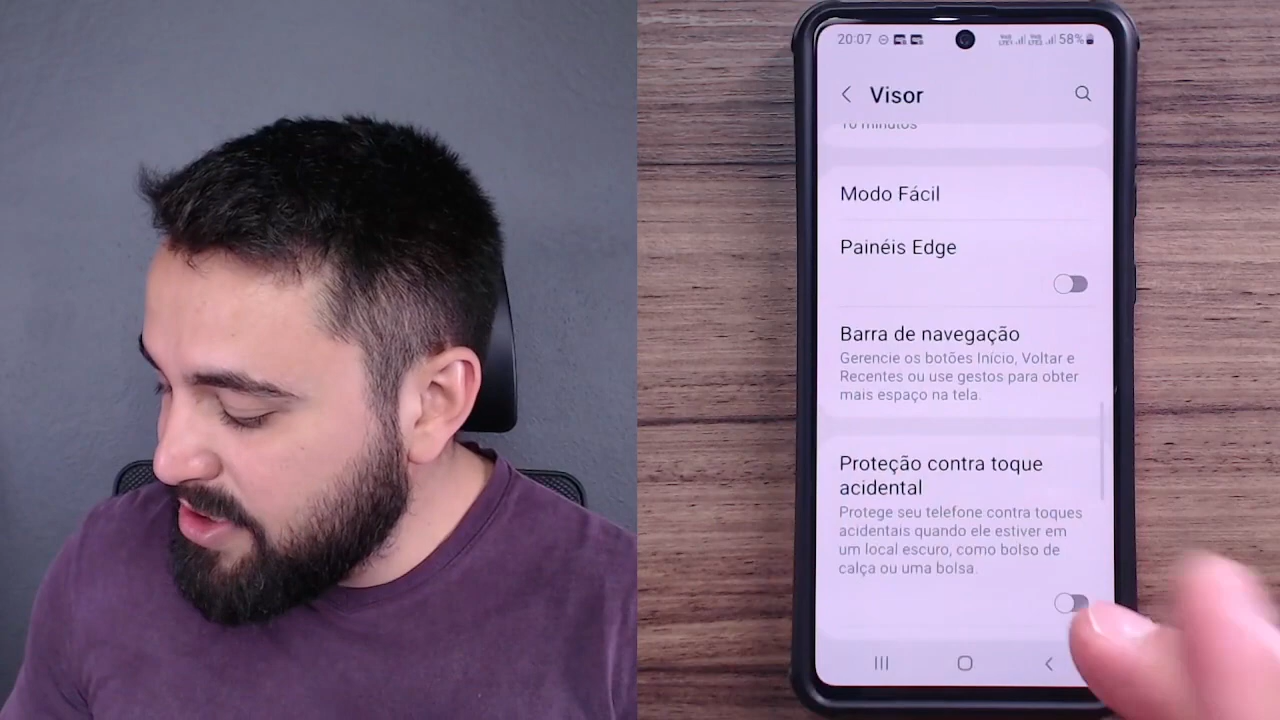 20:07
58%
Visor
10 minutos
Modo Fácil
Painéis Edge
Barra de navegação
Gerencie os botões Início, Voltar e
Recentes ou use gestos para obter
mais espaço na tela.
Proteção contra toque
acidental
Protege seu telefone contra toques
acidentais quando ele estiver em
um local escuro, como bolso de
calça ou uma bolsa.